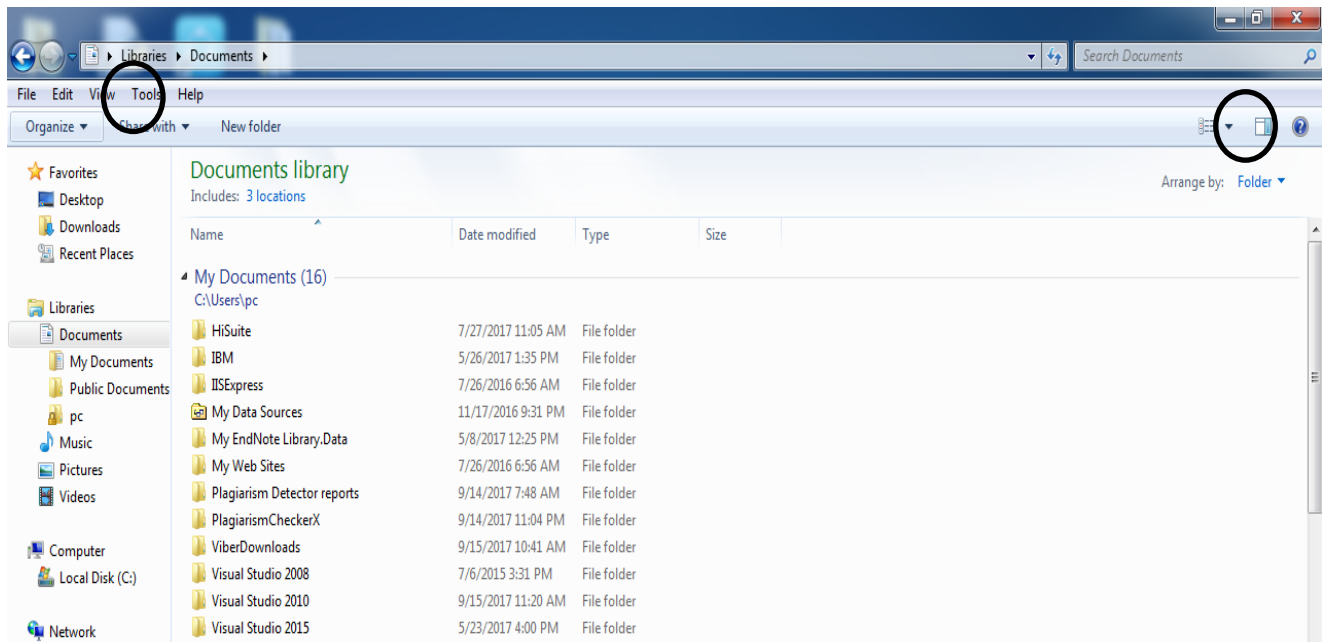 Libraries Documents Search Documents
File Edit View Tools Help
Organize Share with New folder
Favorites
Desktop
Downloads
Recent Places
Libraries
Documents
My Documents
Public Documents
pc
Music
Pictures
Videos
Computer
Local Disk (C:)
Network
Documents library
Includes: 3 locations
Arrange by: Folder
Name Date modified Type Size
My Documents (16)
C:\Users\pc
HiSuite 7/27/2017 11:05 AM File folder
IBM 5/26/2017 1:35 PM File folder
IISExpress 7/26/2016 6:56 AM File folder
My Data Sources 11/17/2016 9:31 PM File folder
My EndNote Library.Data 5/8/2017 12:25 PM File folder
My Web Sites 7/26/2016 6:56 AM File folder
Plagiarism Detector reports 9/14/2017 7:48 AM File folder
PlagiarismCheckerX 9/14/2017 11:04 PM File folder
ViberDownloads 9/15/2017 10:41 AM File folder
Visual Studio 2008 7/6/2015 3:31 PM File folder
Visual Studio 2010 9/15/2017 11:20 AM File folder
Visual Studio 2015 5/23/2017 4:00 PM File folder